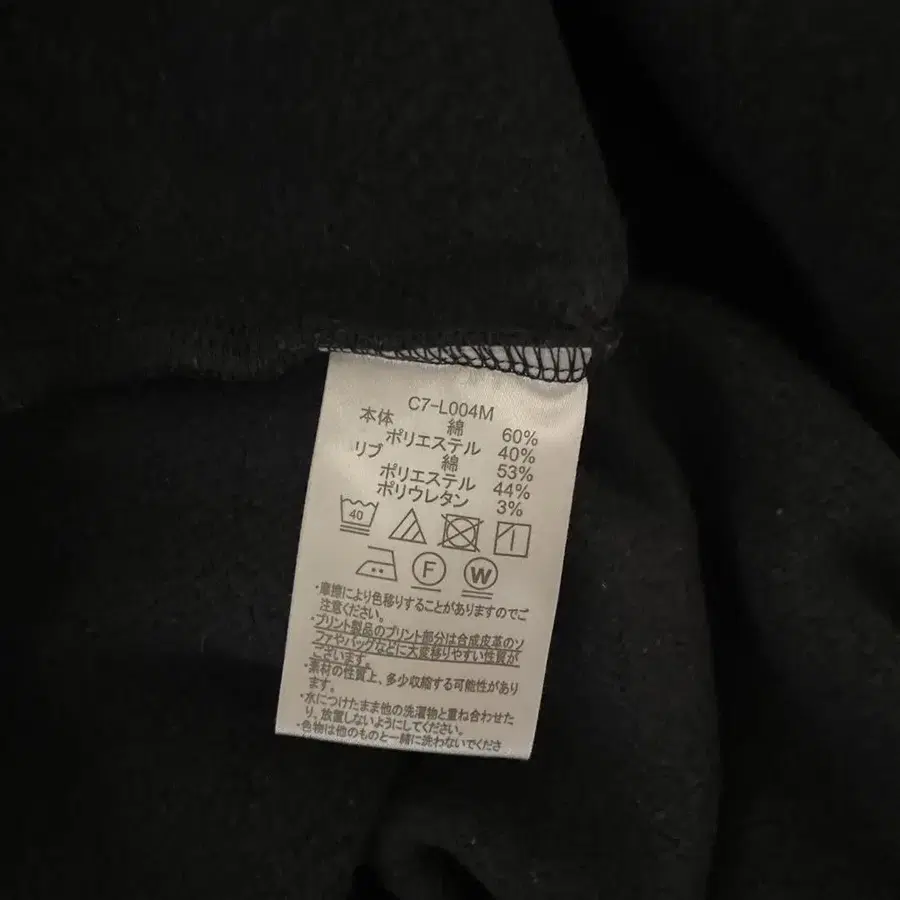 C7-L004M
本体 綿 60%
ポリエステル 40%
リブ 綿 53%
ポリエステル 44%
ポリウレタン 3%
40
F W
・摩擦により色移りすることがありますのでご
注意ください。
・プリント製品のプリント部分は合成皮革のソ
ファやバッグなどに大変移りやすい性質が
ございます。
・素材の性質上、多少収縮する可能性があり
ます。
・水につけたまま他の洗濯物と重ね合わせた
り、放置しないようにしてください。
・色物は他のものと一緒に洗わないでくださ